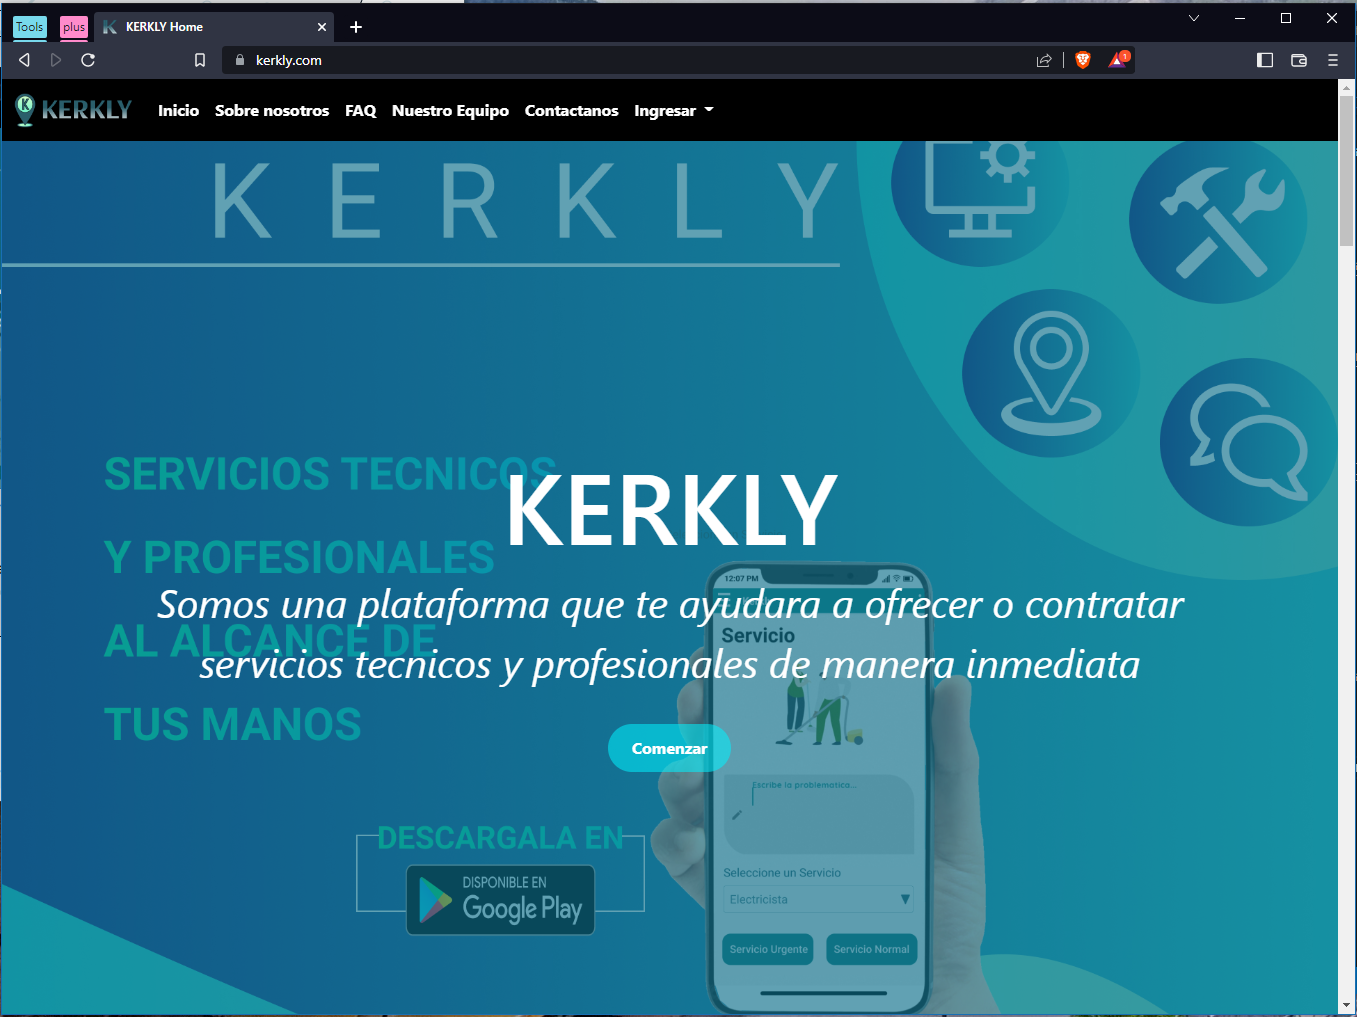 Tools
plus
KERKLY Home
kerkly.com
1
KERKLY
Inicio
Sobre nosotros
FAQ
Nuestro Equipo
Contactanos
Ingresar
KERKLY
SERVICIOS TECNICOS
Y PROFESIONALES
AL ALCANCE DE
TUS MANOS
KERKLY
Somos una plataforma que te ayudara a ofrecer o contratar
servicios tecnicos y profesionales de manera inmediata
Comenzar
DESCARGALA EN
DISPONIBLE EN
Google Play
12:07 PM
Servicio
Escribe la problematica...
Seleccione un Servicio
Electricista
Servicio Urgente
Servicio Normal